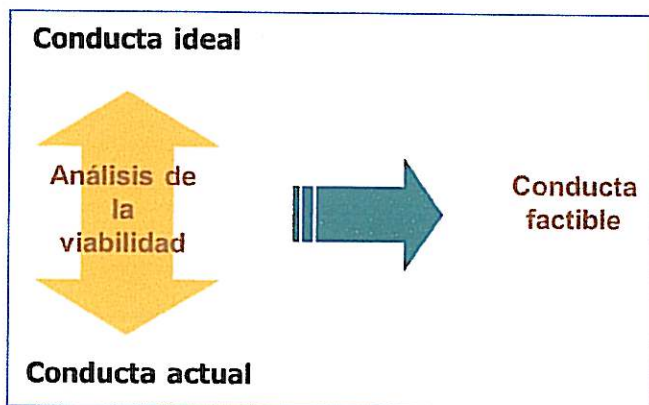 Conducta ideal
Análisis de
la
viabilidad
Conducta
factible
Conducta actual